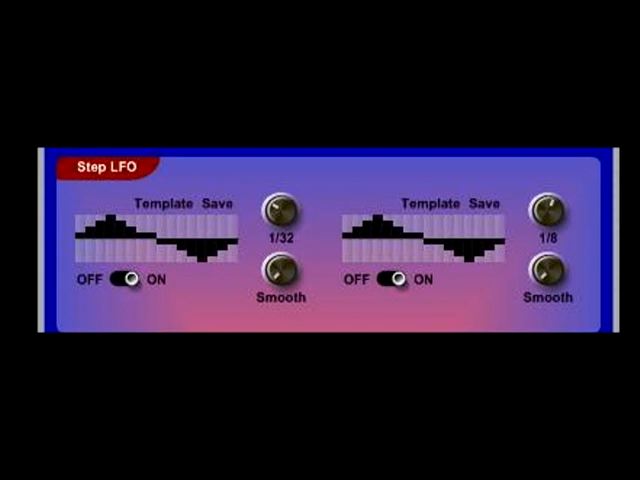 Step LFO
Template Save
1/32
OFF ON
Smooth
Template Save
1/8
OFF ON
Smooth